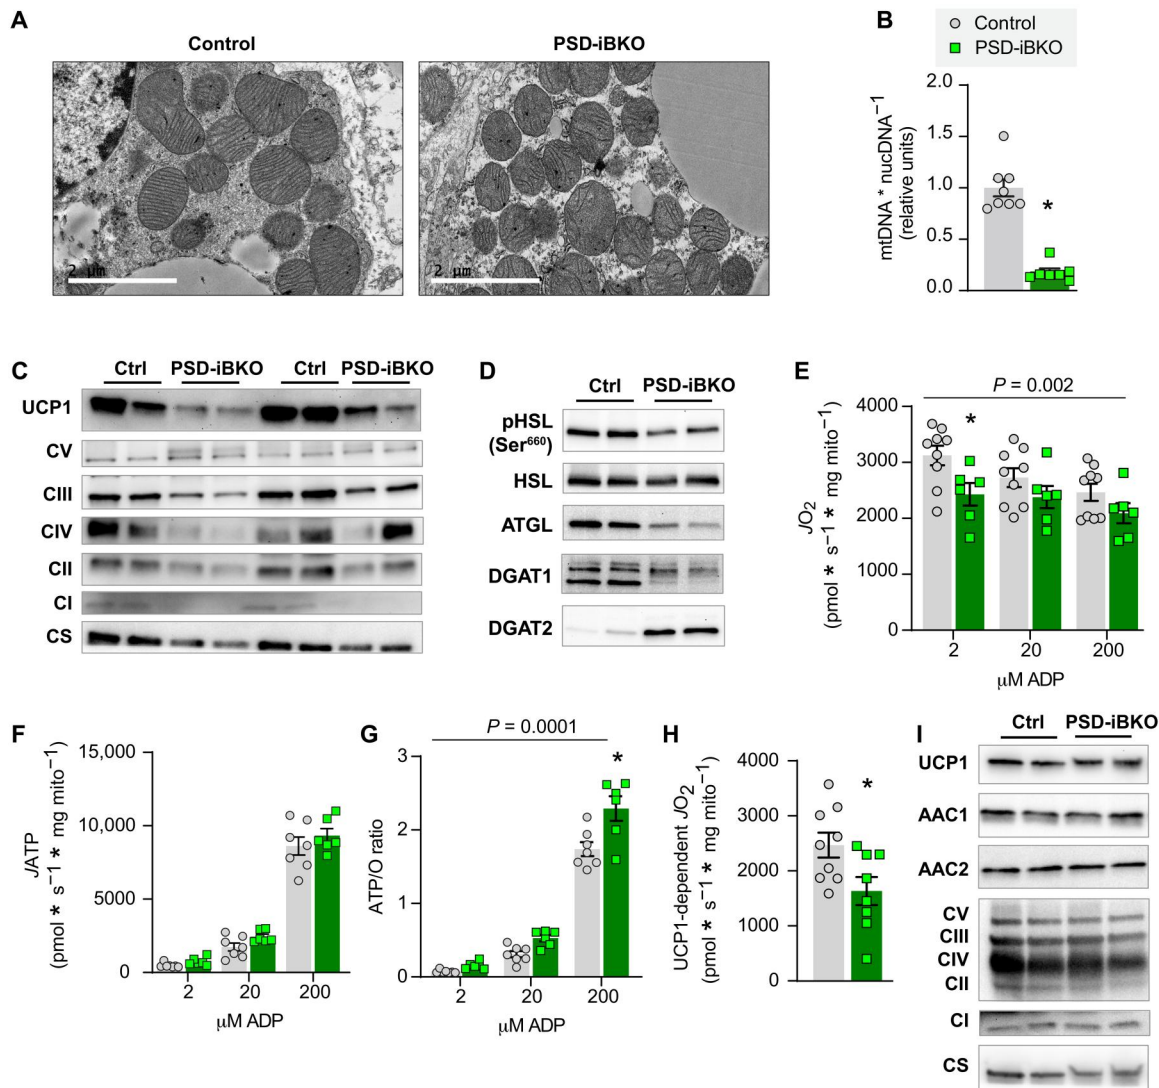 A
Control
PSD-iBKO
2 μm
2 μm
B
Control
PSD-iBKO
mtDNA * nucDNA⁻¹
(relative units)
2.0
1.5
1.0
0.5
0.0
*
C
Ctrl PSD-iBKO Ctrl PSD-iBKO
UCP1
CV
CIII
CIV
CII
CI
CS
D
Ctrl PSD-iBKO
pHSL
(Ser⁶⁶⁰)
HSL
ATGL
DGAT1
DGAT2
E
P = 0.002
*
JO₂
(pmol * s⁻¹ * mg mito⁻¹)
4000
3000
2000
1000
0
2 20 200
μM ADP
F
JATP
(pmol * s⁻¹ * mg mito⁻¹)
15,000
10,000
5000
0
2 20 200
μM ADP
G
P = 0.0001
*
ATP/O ratio
3
2
1
0
2 20 200
μM ADP
H
UCP1-dependent JO₂
(pmol * s⁻¹ * mg mito⁻¹)
4000
3000
2000
1000
0
*
I
Ctrl PSD-iBKO
UCP1
AAC1
AAC2
CV
CIII
CIV
CII
CI
CS